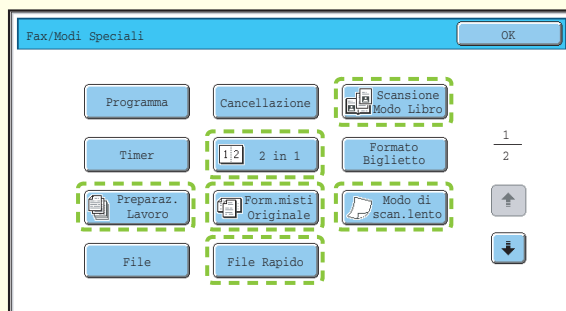 Fax/Modi Speciali
OK
Programma
Cancellazione
Scansione
Modo Libro
Timer
1 2
2 in 1
Formato
Biglietto
1
2
Preparaz.
Lavoro
Form.misti
Originale
Modo di
scan.lento
File
File Rapido